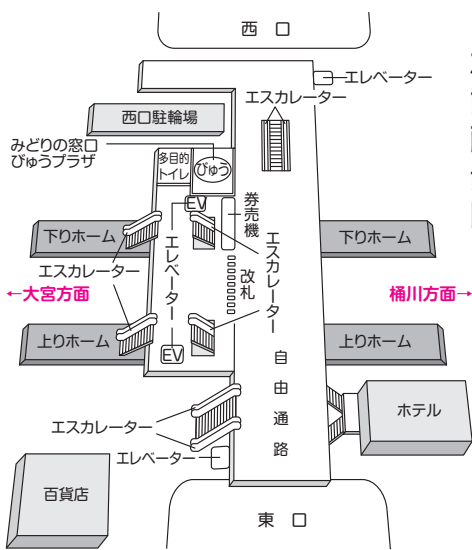 西 口
エレベーター
エスカレーター
西口駐輪場
みどりの窓口
びゅうプラザ
多目的
トイレ
びゅう
券売機
EV
下りホーム
下りホーム
エスカレーター
エレベーター
エスカレーター
改札
←大宮方面
桶川方面→
上りホーム
上りホーム
EV
自由通路
ホテル
エスカレーター
エレベーター
百貨店
東 口